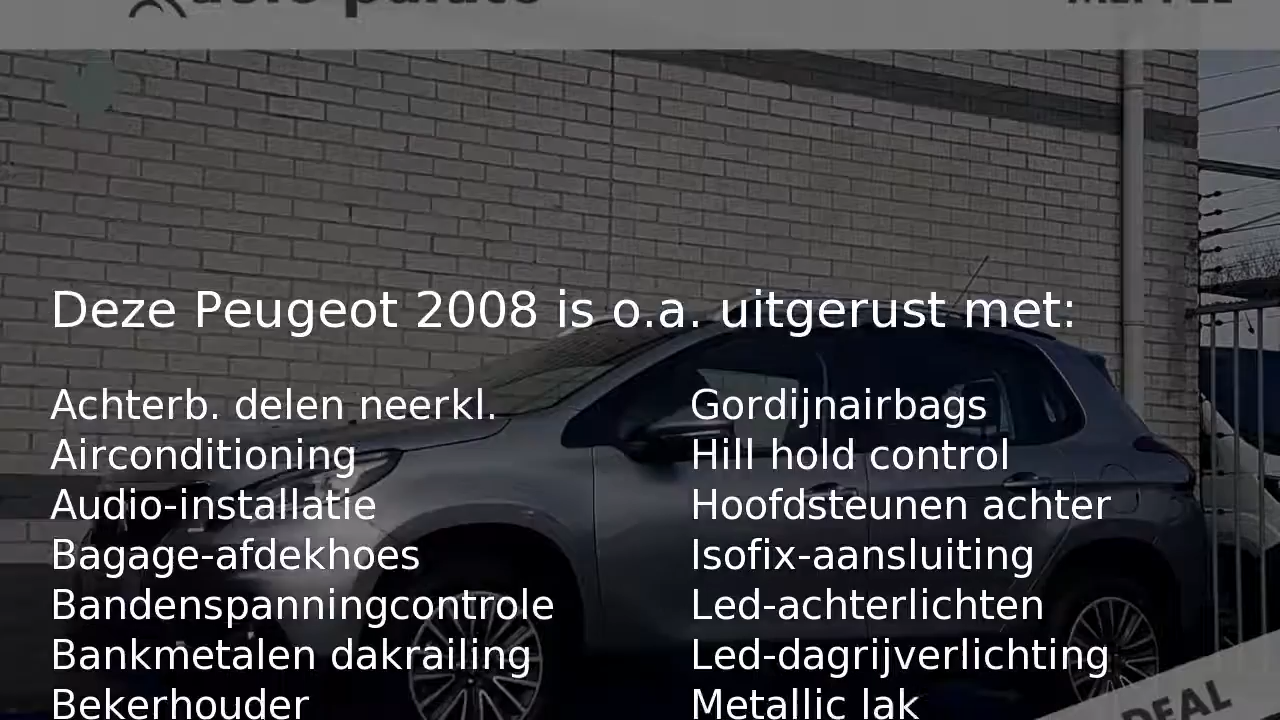 Deze Peugeot 2008 is o.a. uitgerust met:
Achterb. delen neerkl.
Airconditioning
Audio-installatie
Bagage-afdekhoes
Bandenspanningcontrole
Bankmetalen dakrailing
Bekerhouder
Gordijnairbags
Hill hold control
Hoofdsteunen achter
Isofix-aansluiting
Led-achterlichten
Led-dagrijverlichting
Metallic lak
DEAL